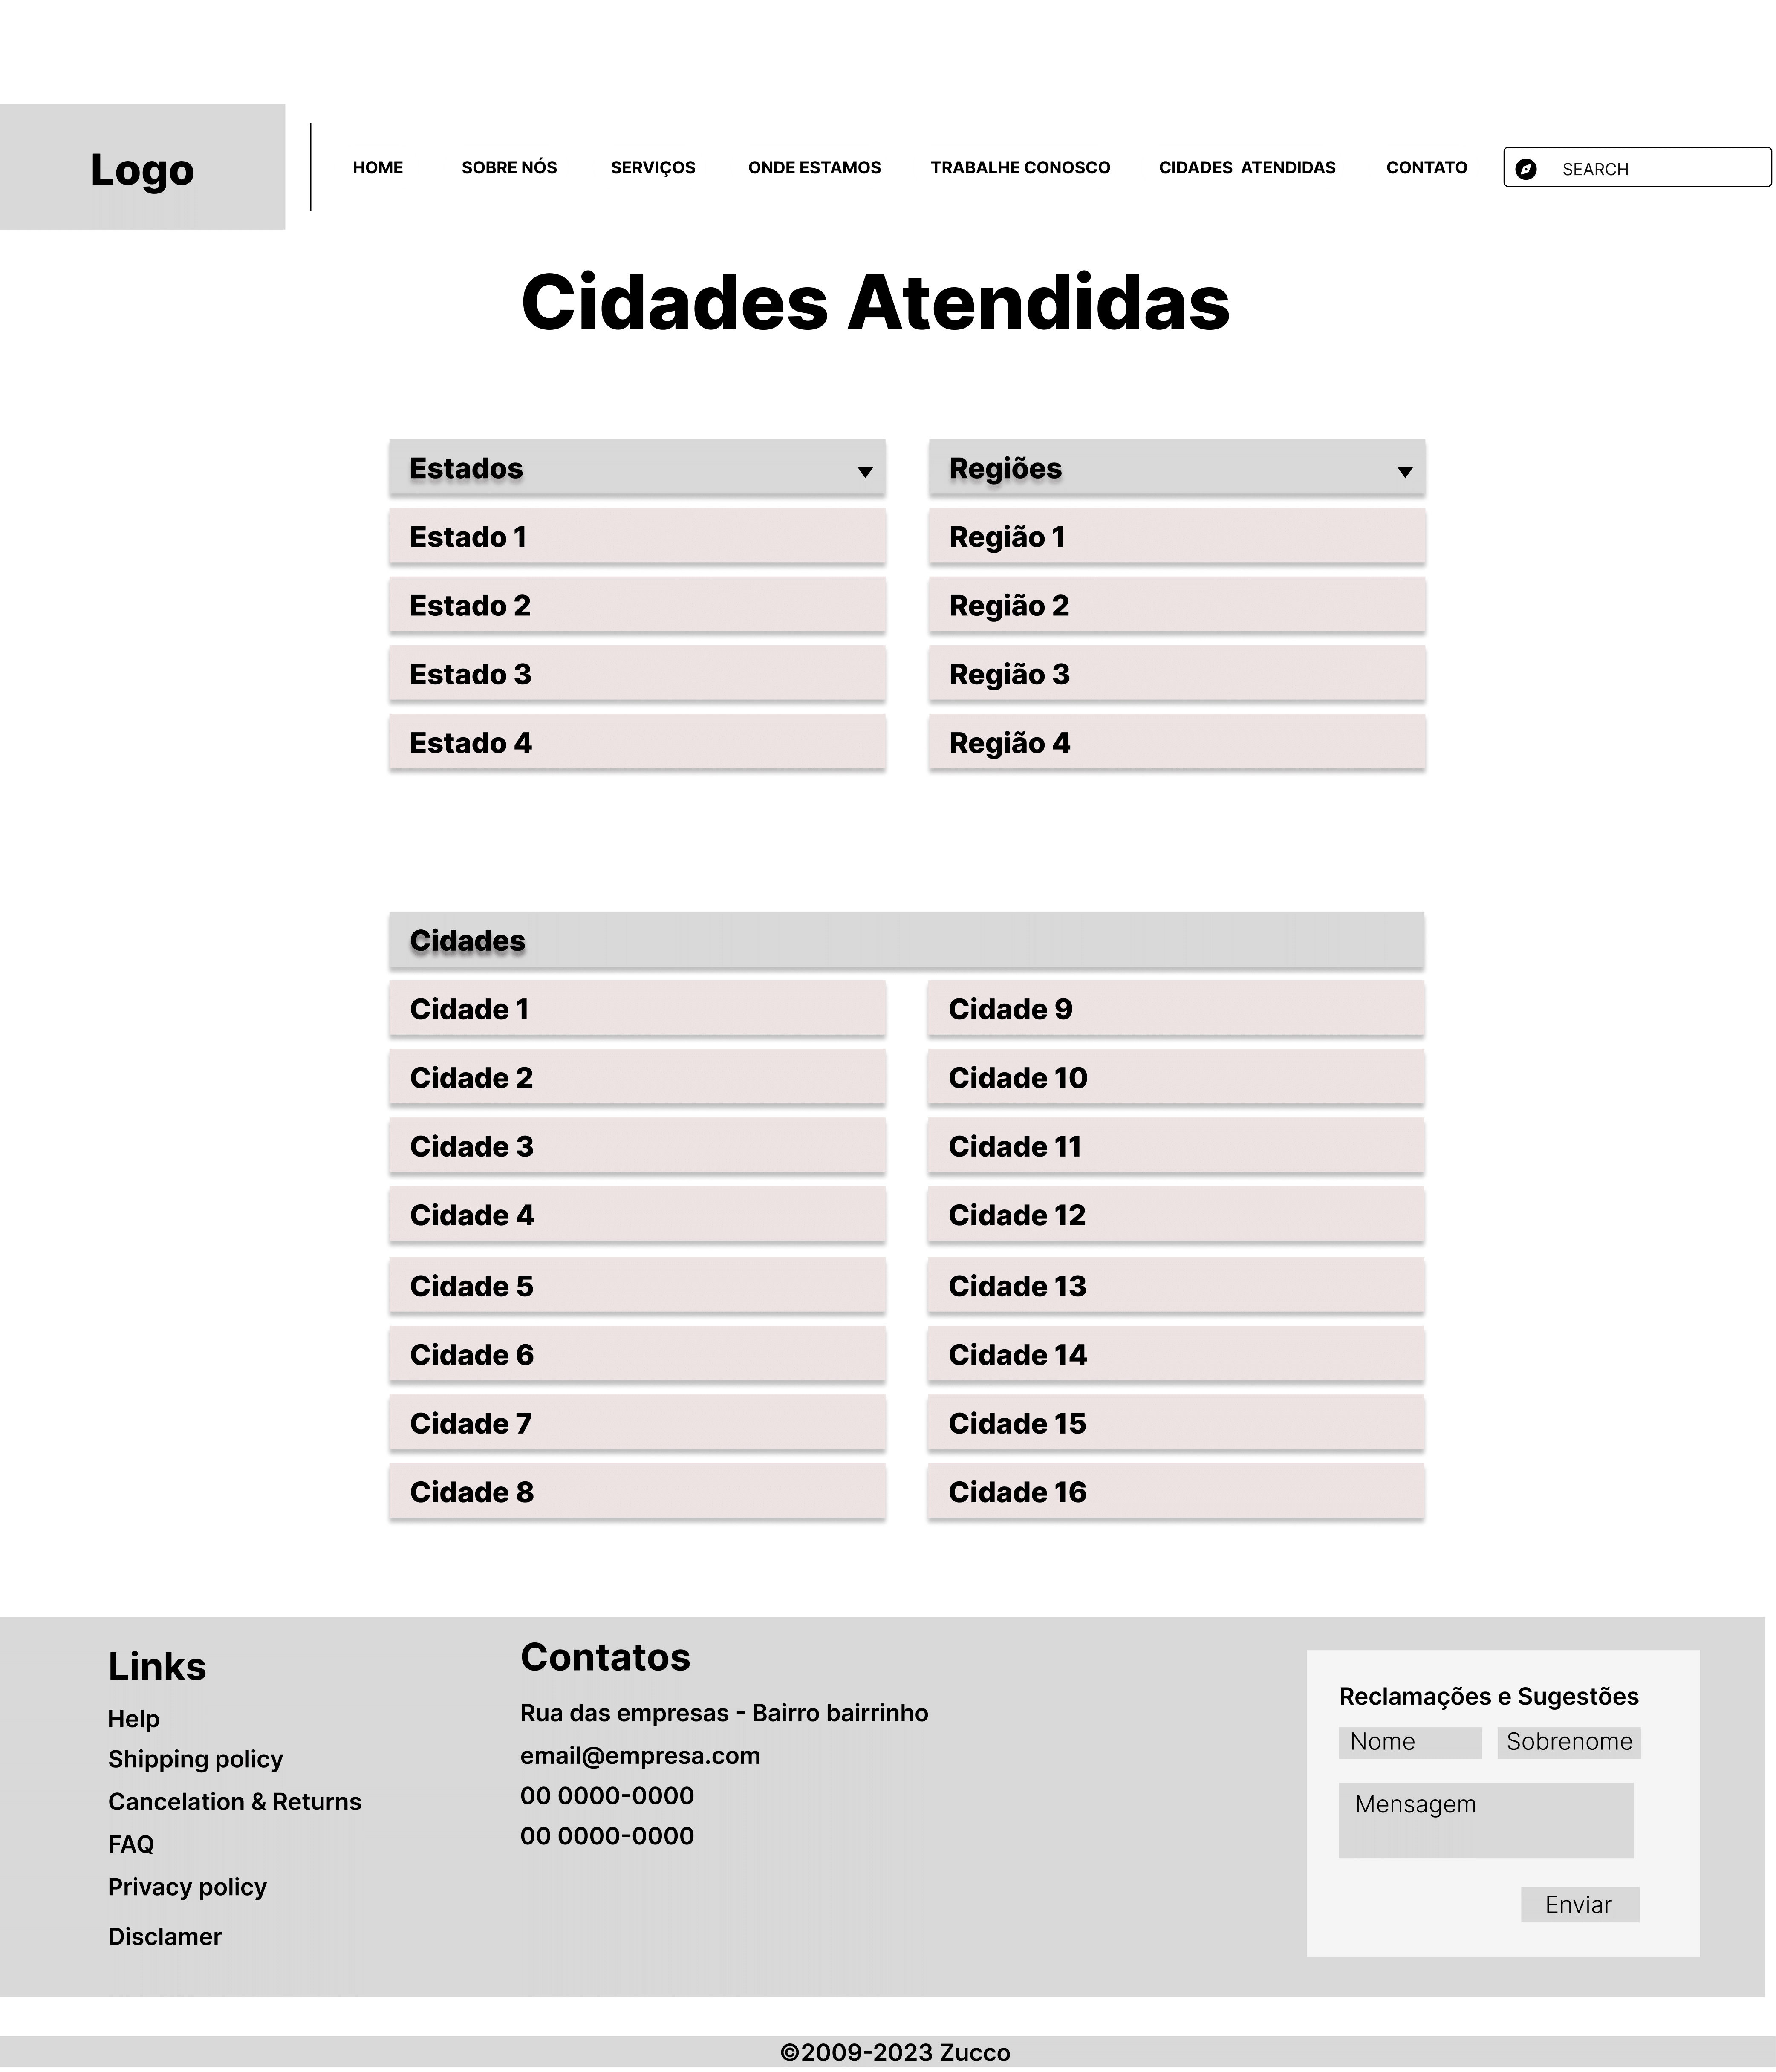 Logo
HOME SOBRE NÓS SERVIÇOS ONDE ESTAMOS TRABALHE CONOSCO CIDADES ATENDIDAS CONTATO SEARCH
Cidades Atendidas
Estados
Estado 1
Estado 2
Estado 3
Estado 4
Regiões
Região 1
Região 2
Região 3
Região 4
Cidades
Cidade 1
Cidade 2
Cidade 3
Cidade 4
Cidade 5
Cidade 6
Cidade 7
Cidade 8
Cidade 9
Cidade 10
Cidade 11
Cidade 12
Cidade 13
Cidade 14
Cidade 15
Cidade 16
Links
Help
Shipping policy
Cancelation & Returns
FAQ
Privacy policy
Disclamer
Contatos
Rua das empresas - Bairro bairrinho
email@empresa.com
00 0000-0000
00 0000-0000
Reclamações e Sugestões
Nome Sobrenome
Mensagem
Enviar
©2009-2023 Zucco